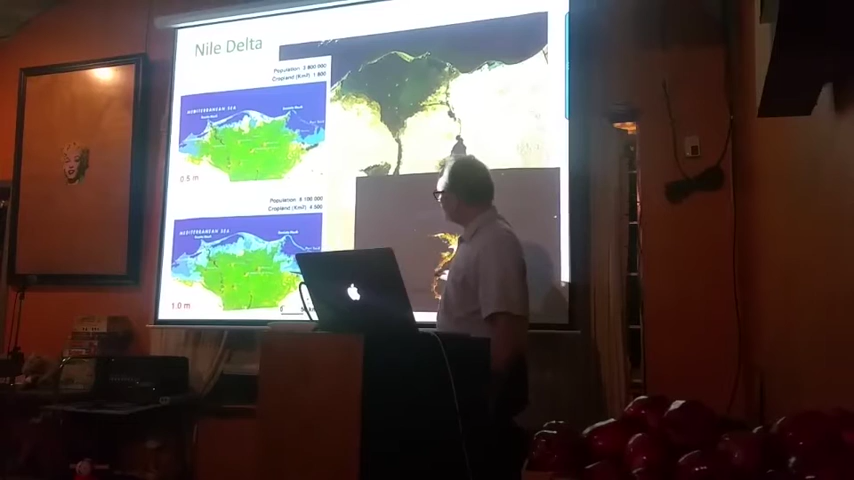 Nile Delta
Population: 3 800 000
Cropland (Km²): 1 800
MEDITERRANEAN SEA
0.5 m
Population: 6 100 000
Cropland (Km²): 4 500
MEDITERRANEAN SEA
1.0 m